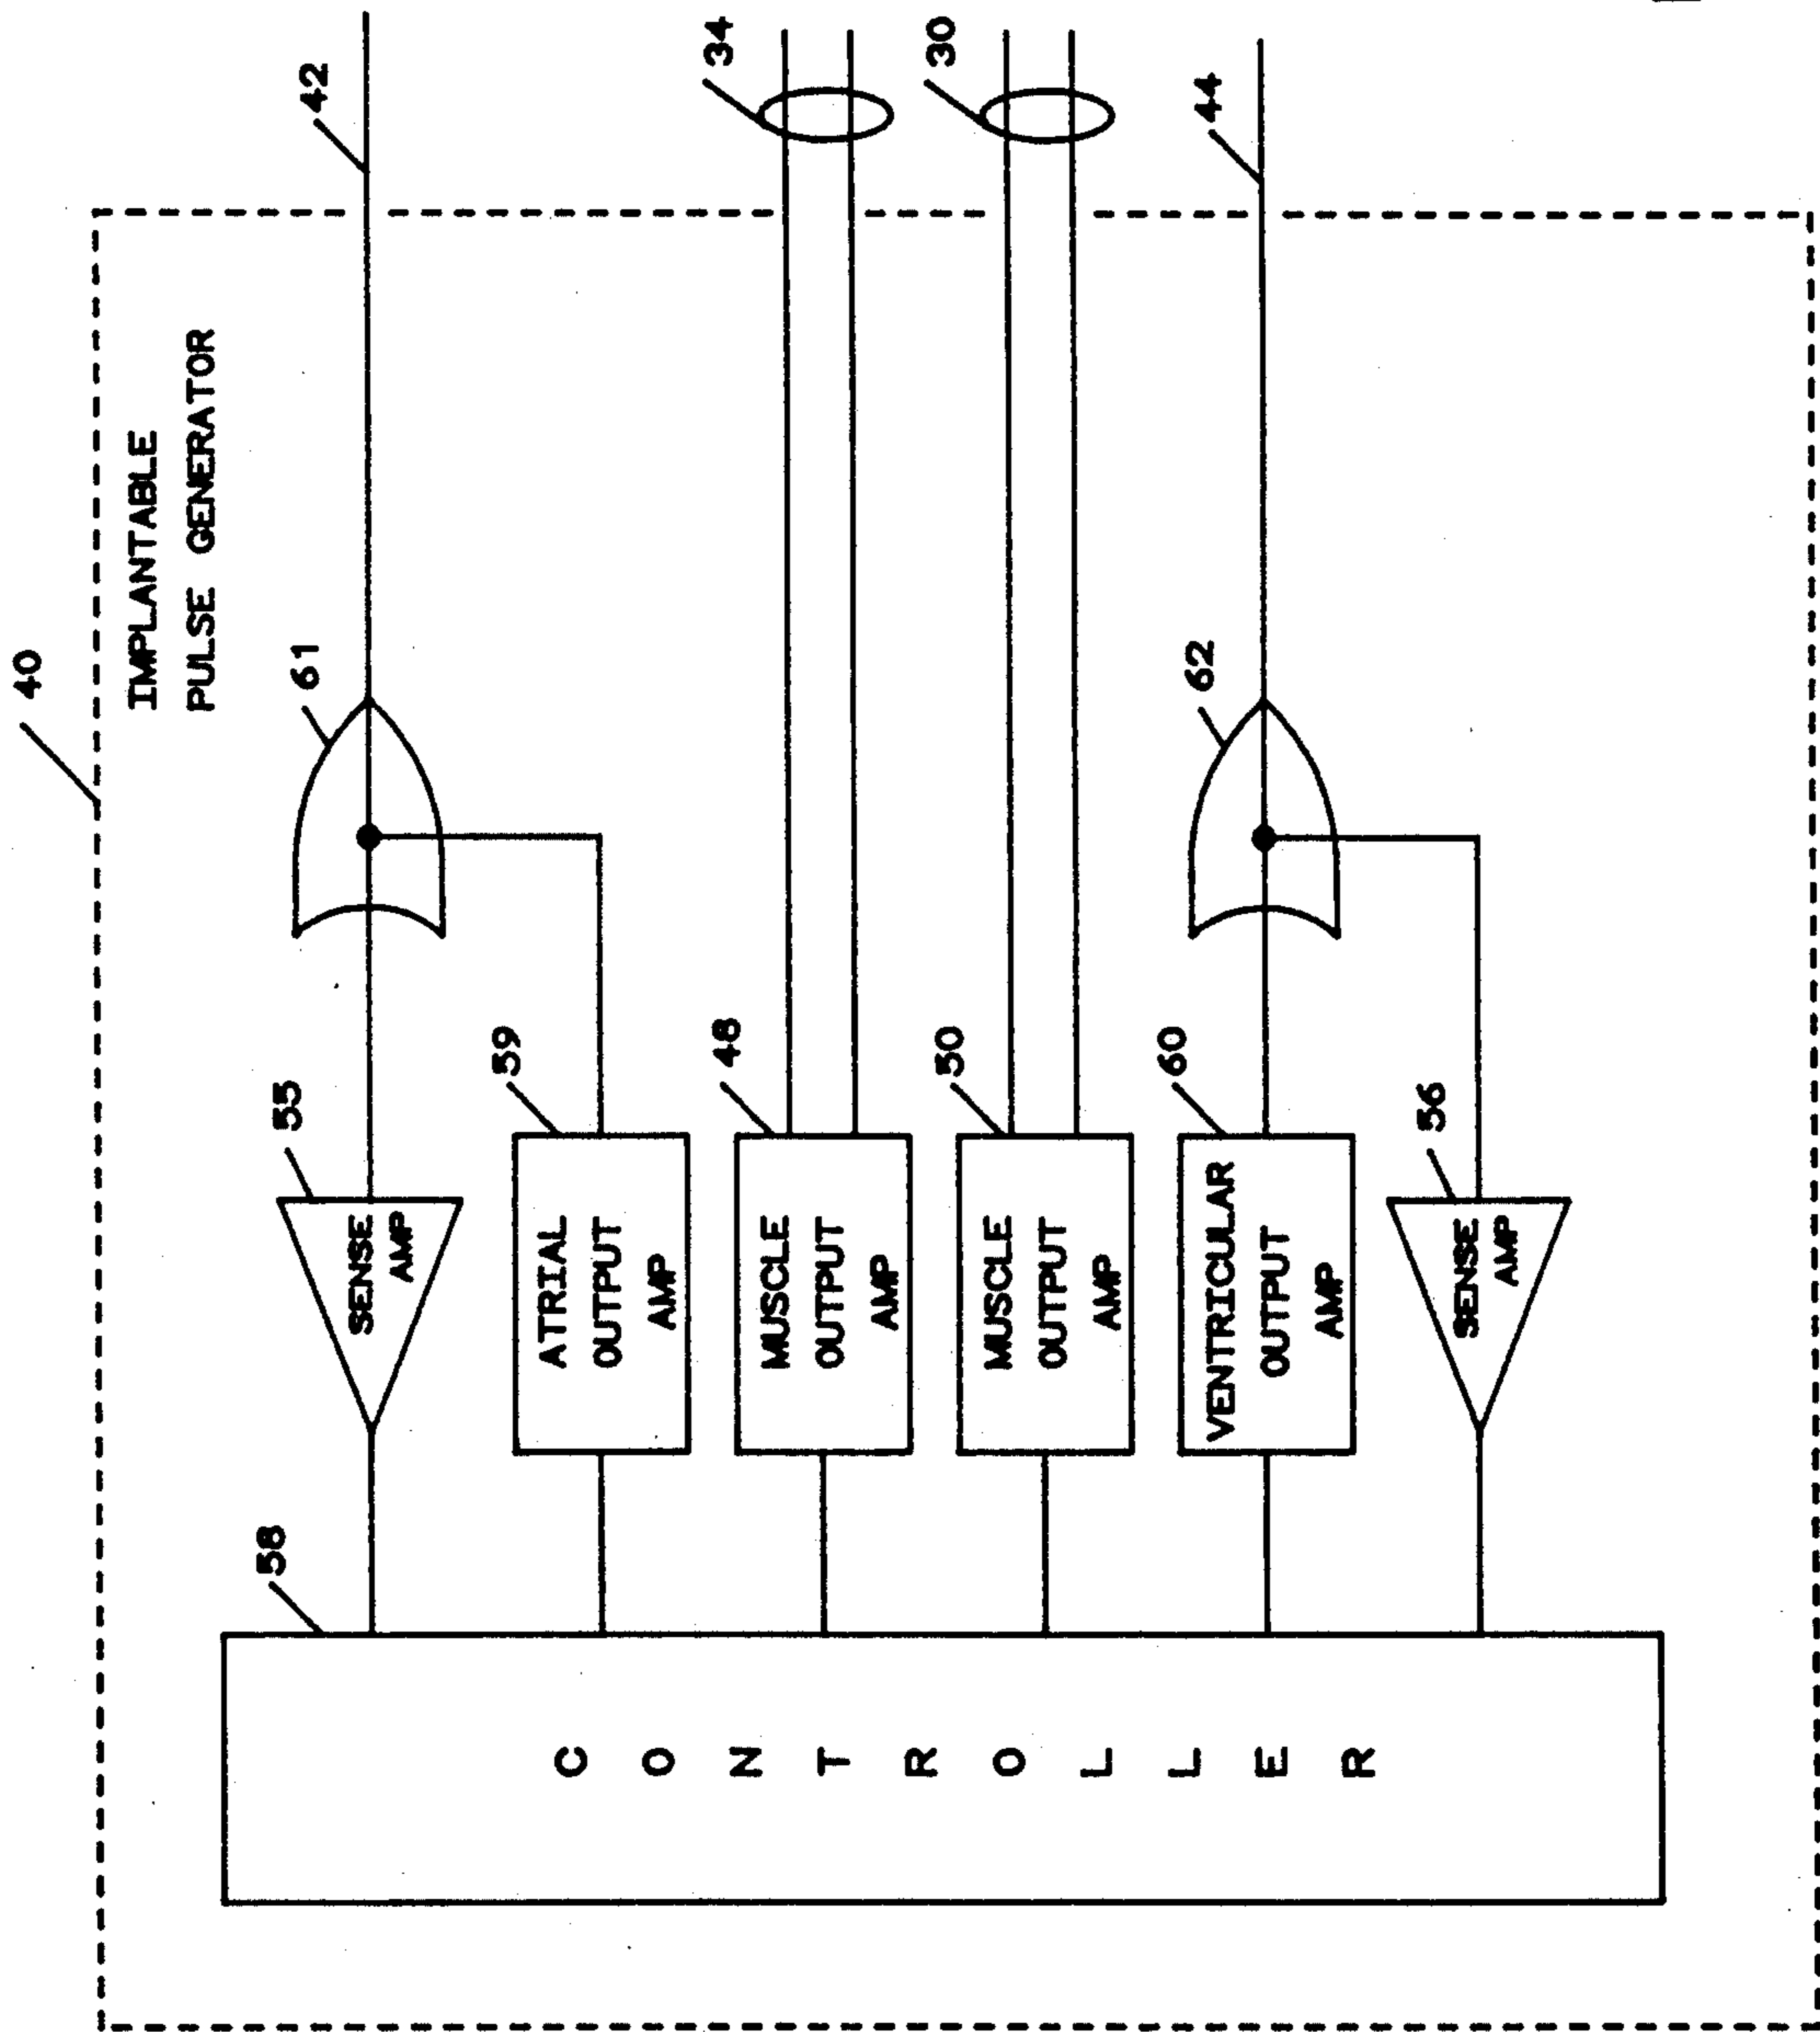 40
IMPLANTABLE
PULSE GENERATOR
42
34
30
44
61
62
55
SENSE
AMP
59
ATRIAL
OUTPUT
AMP
48
MUSCLE
OUTPUT
AMP
50
MUSCLE
OUTPUT
AMP
60
VENTRICULAR
OUTPUT
AMP
56
SENSE
AMP
58
CONTROLLER